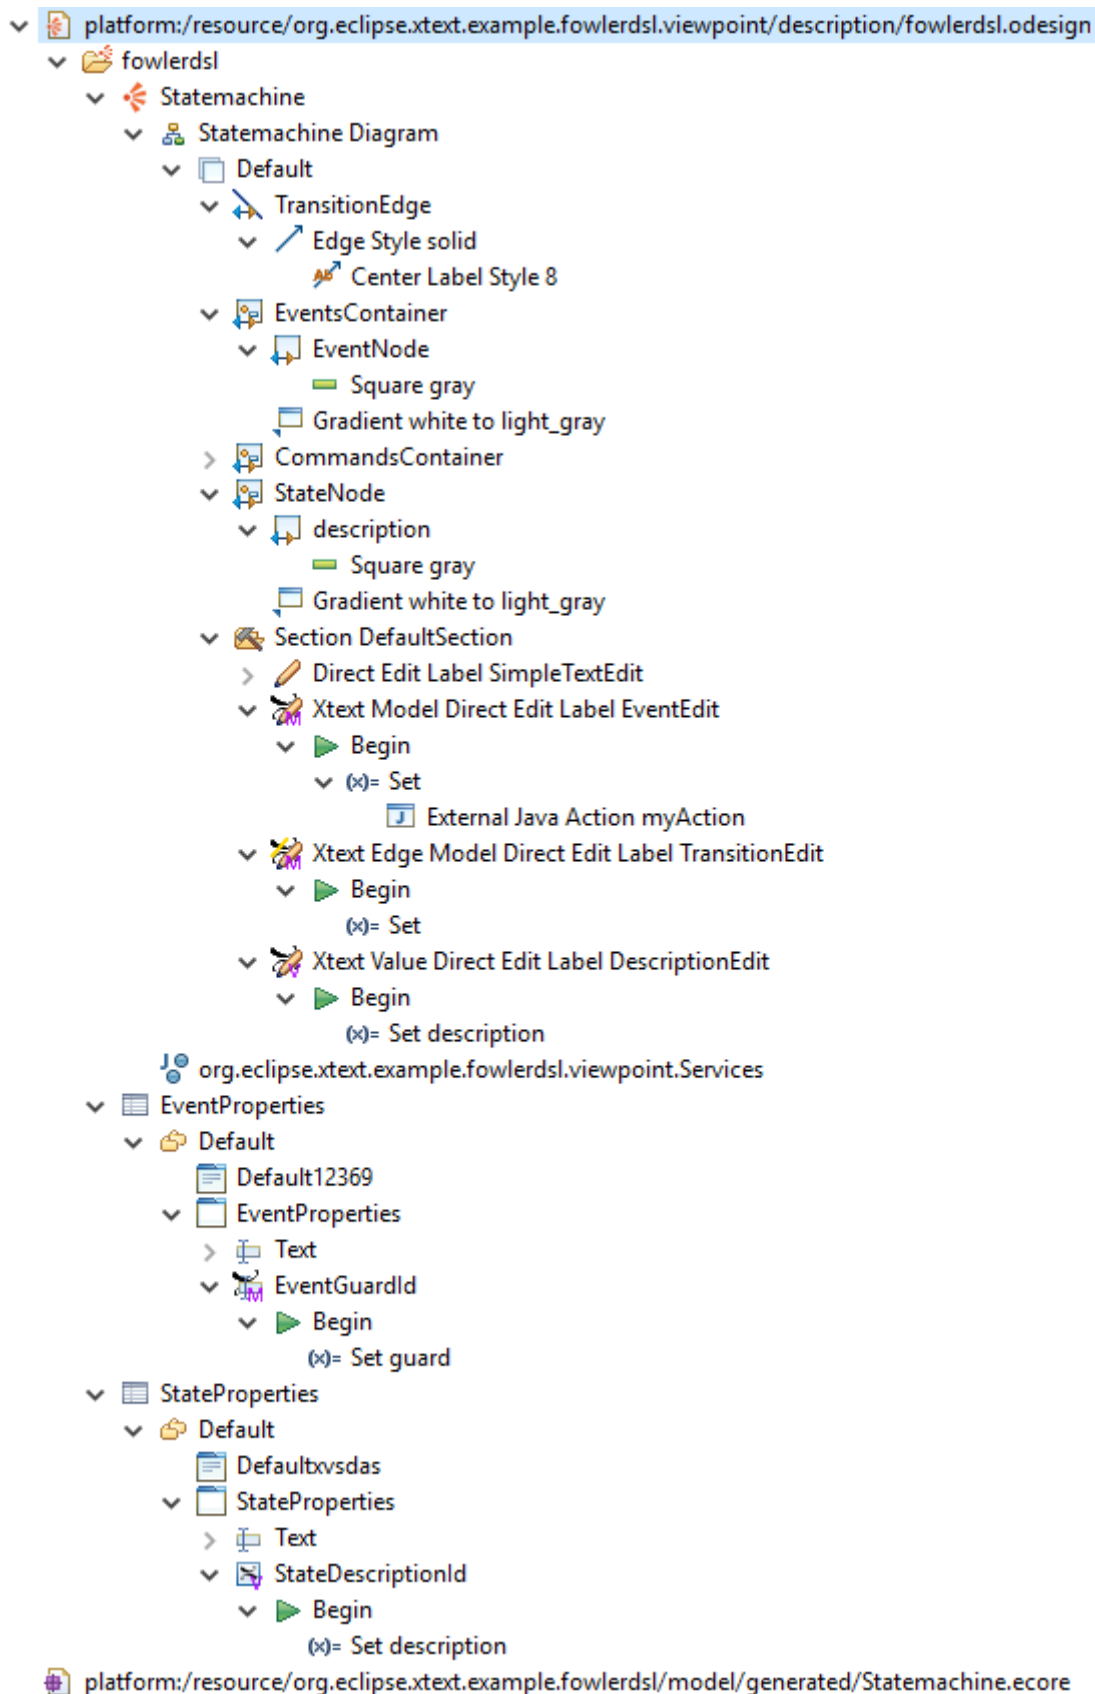 platform:/resource/org.eclipse.xtext.example.fowlerdsl.viewpoint/description/fowlerdsl.odesign
fowlerdsl
Statemachine
Statemachine Diagram
Default
TransitionEdge
Edge Style solid
Center Label Style 8
EventsContainer
EventNode
Square gray
Gradient white to light_gray
CommandsContainer
StateNode
description
Square gray
Gradient white to light_gray
Section DefaultSection
Direct Edit Label SimpleTextEdit
Xtext Model Direct Edit Label EventEdit
Begin
(x)= Set
External Java Action myAction
Xtext Edge Model Direct Edit Label TransitionEdit
Begin
(x)= Set
Xtext Value Direct Edit Label DescriptionEdit
Begin
(x)= Set description
org.eclipse.xtext.example.fowlerdsl.viewpoint.Services
EventProperties
Default
Default12369
EventProperties
Text
EventGuardId
Begin
(x)= Set guard
StateProperties
Default
Defaultxvsdas
StateProperties
Text
StateDescriptionId
Begin
(x)= Set description
platform:/resource/org.eclipse.xtext.example.fowlerdsl/model/generated/Statemachine.ecore